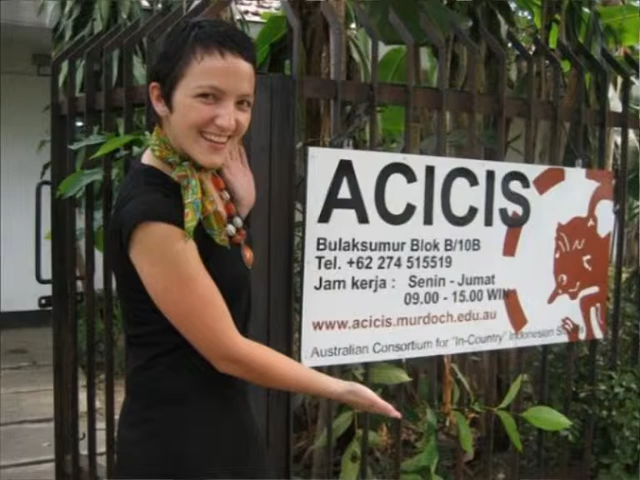 ACICIS
Bulaksumur Blok B/10B
Tel. +62 274 515519
Jam kerja : Senin - Jumat
09.00 - 15.00 WIN
www.acicis.murdoch.edu.au
Australian Consortium for "In-Country" Indonesian